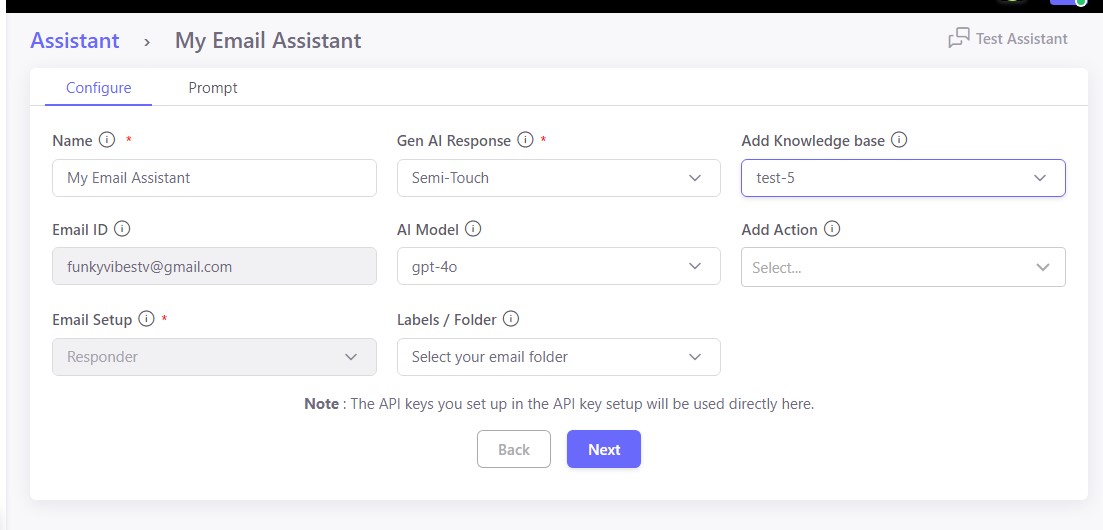 Assistant › My Email Assistant
Test Assistant
Configure Prompt
Name *
Gen AI Response *
Add Knowledge base
My Email Assistant
Semi-Touch
test-5
Email ID
AI Model
Add Action
funkyvibestv@gmail.com
gpt-4o
Select...
Email Setup *
Labels / Folder
Responder
Select your email folder
Note : The API keys you set up in the API key setup will be used directly here.
Back
Next